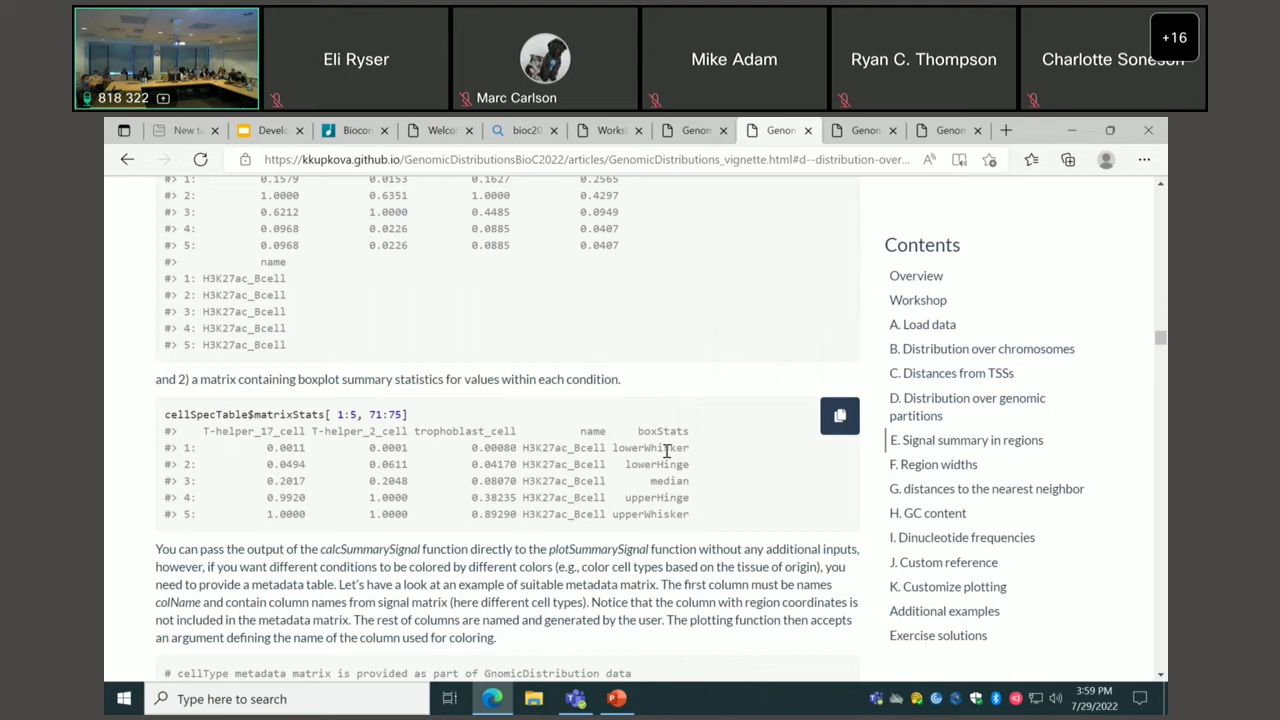 818 322
Eli Ryser
Marc Carlson
Mike Adam
Ryan C. Thompson
Charlotte Soneson
+16
New ta
Develo
Biocon
Welco
bioc20
Works
Genon
Genon
Genon
Genon
https://kkupkova.github.io/GenomicDistributionsBioC2022/articles/GenomicDistributions_vignette.html#d--distribution-over...
#> 1: 0.1579 0.0153 0.1627 0.2565
#> 2: 1.0000 0.6351 1.0000 0.4297
#> 3: 0.6212 1.0000 0.4485 0.0949
#> 4: 0.0968 0.0226 0.0885 0.0407
#> 5: 0.0968 0.0226 0.0885 0.0407
#> name
#> 1: H3K27ac_Bcell
#> 2: H3K27ac_Bcell
#> 3: H3K27ac_Bcell
#> 4: H3K27ac_Bcell
#> 5: H3K27ac_Bcell
and 2) a matrix containing boxplot summary statistics for values within each condition.
cellSpecTable$matrixStats[ 1:5, 71:75]
#> T-helper_17_cell T-helper_2_cell trophoblast_cell name boxStats
#> 1: 0.0011 0.0001 0.00080 H3K27ac_Bcell lowerWhisker
#> 2: 0.0494 0.0611 0.04170 H3K27ac_Bcell lowerHinge
#> 3: 0.2017 0.2048 0.08070 H3K27ac_Bcell median
#> 4: 0.9920 1.0000 0.38235 H3K27ac_Bcell upperHinge
#> 5: 1.0000 1.0000 0.89290 H3K27ac_Bcell upperWhisker
You can pass the output of the calcSummarySignal function directly to the plotSummarySignal function without any additional inputs,
however, if you want different conditions to be colored by different colors (e.g., color cell types based on the tissue of origin), you
need to provide a metadata table. Let's have a look at an example of suitable metadata matrix. The first column must be names
colName and contain column names from signal matrix (here different cell types). Notice that the column with region coordinates is
not included in the metadata matrix. The rest of columns are named and generated by the user. The plotting function then accepts
an argument defining the name of the column used for coloring.
# cellType metadata matrix is provided as part of GnomicDistribution data
Contents
Overview
Workshop
A. Load data
B. Distribution over chromosomes
C. Distances from TSSs
D. Distribution over genomic
partitions
E. Signal summary in regions
F. Region widths
G. distances to the nearest neighbor
H. GC content
I. Dinucleotide frequencies
J. Custom reference
K. Customize plotting
Additional examples
Exercise solutions
Type here to search
3:59 PM
7/29/2022